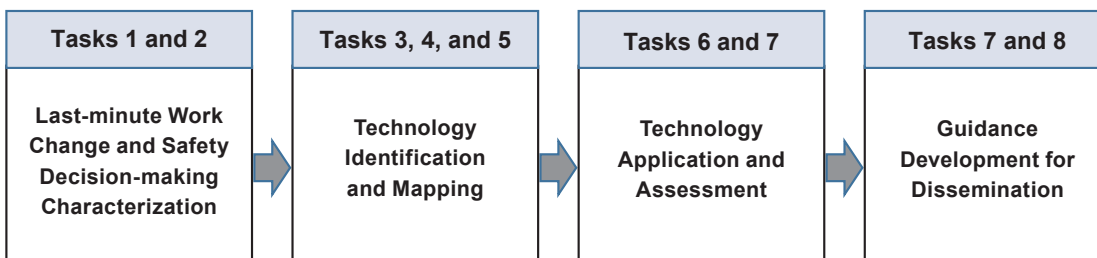 Tasks 1 and 2
Last-minute Work
Change and Safety
Decision-making
Characterization
Tasks 3, 4, and 5
Technology
Identification
and Mapping
Tasks 6 and 7
Technology
Application and
Assessment
Tasks 7 and 8
Guidance
Development for
Dissemination